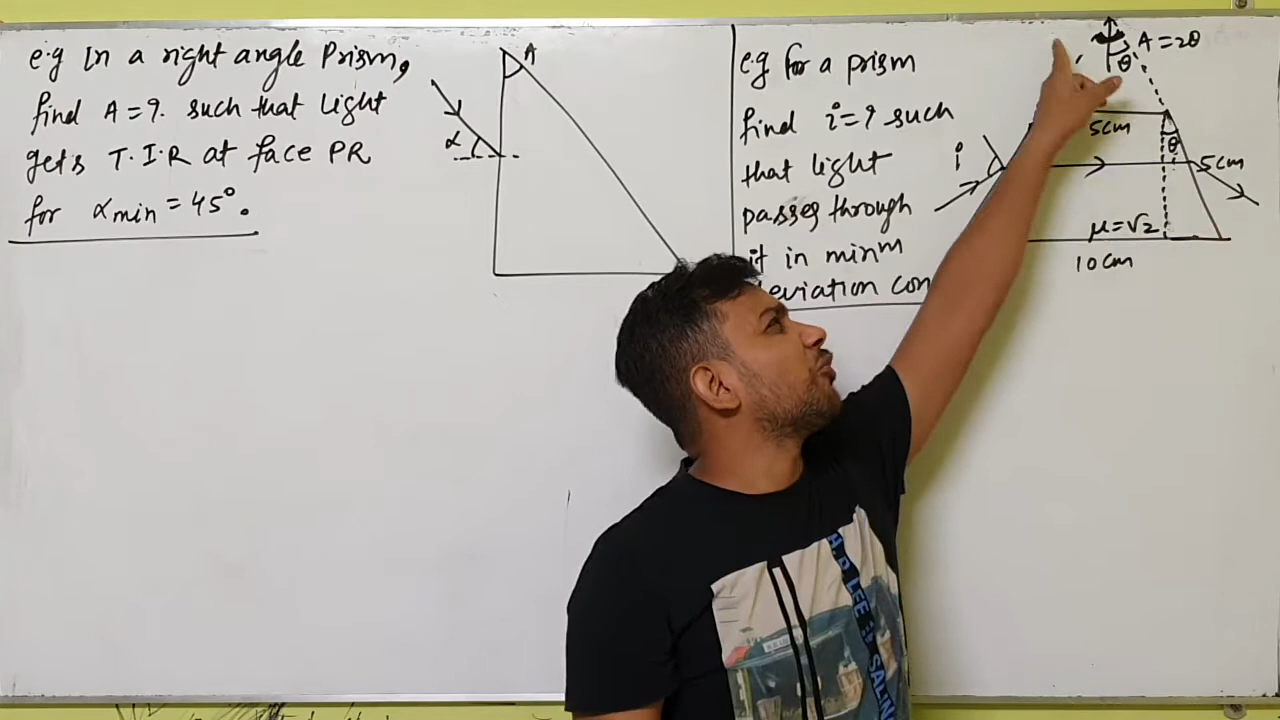 e.g In a right angle Prism,
find A = ?. such that Light
gets T.I.R at face PR
for αmin = 45°.
A
α
e.g for a prism
find i = ? such
that light
passes through
it in minm
deviation con
A = 2θ
θ
5cm
θ
i
5cm
μ = √2
10cm